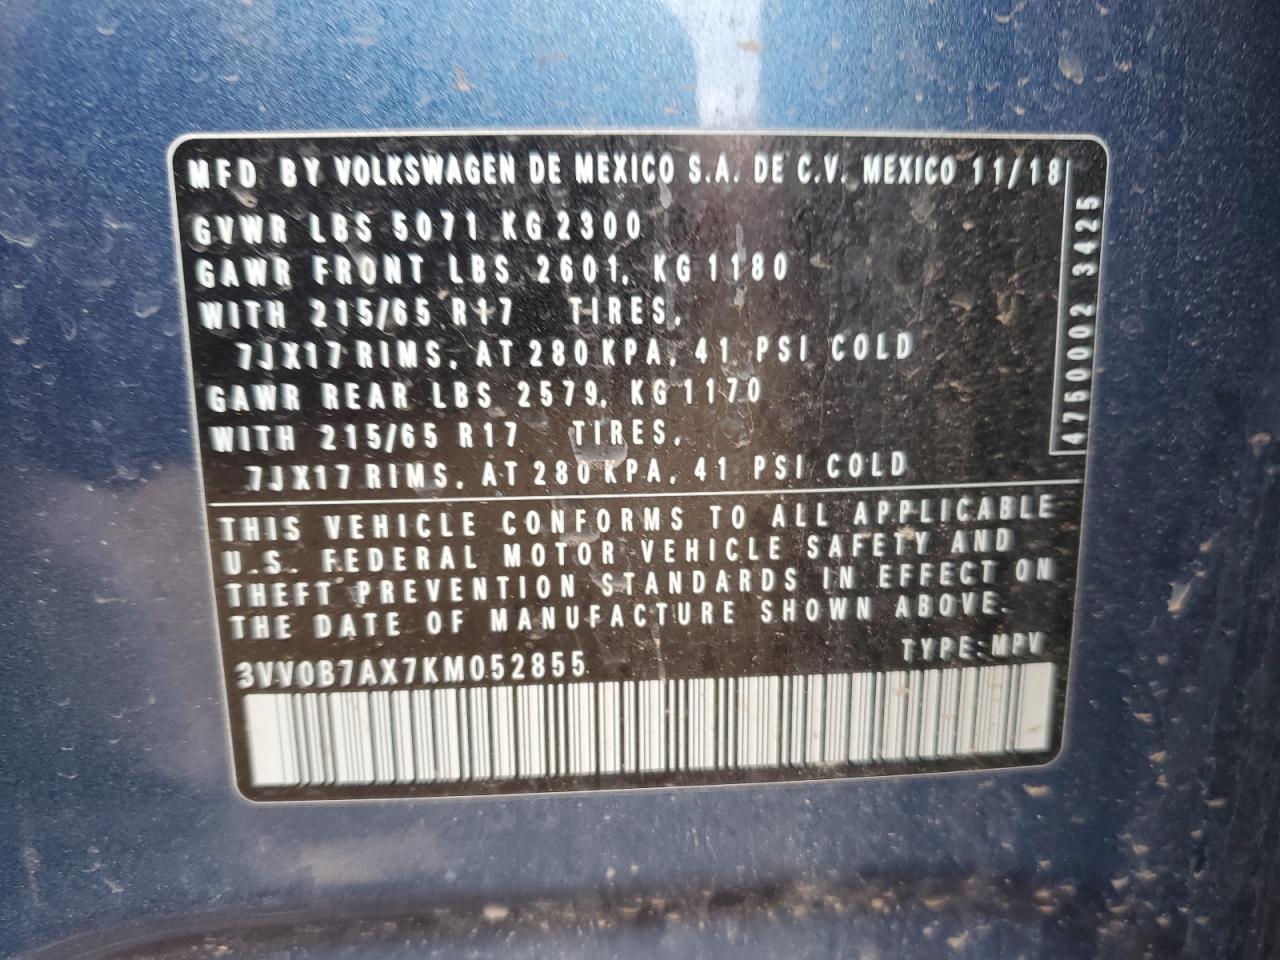 MFD BY VOLKSWAGEN DE MEXICO S.A. DE C.V. MEXICO 11/18
GVWR LBS 5071 KG 2300
GAWR FRONT LBS 2601, KG 1180
WITH 215/65 R17 TIRES,
7JX17 RIMS, AT 280 KPA, 41 PSI COLD
GAWR REAR LBS 2579, KG 1170
WITH 215/65 R17 TIRES,
7JX17 RIMS, AT 280 KPA, 41 PSI COLD
4750002 3425
THIS VEHICLE CONFORMS TO ALL APPLICABLE
U.S. FEDERAL MOTOR VEHICLE SAFETY AND
THEFT PREVENTION STANDARDS IN EFFECT ON
THE DATE OF MANUFACTURE SHOWN ABOVE.
TYPE: MPV
3VV0B7AX7KM052855